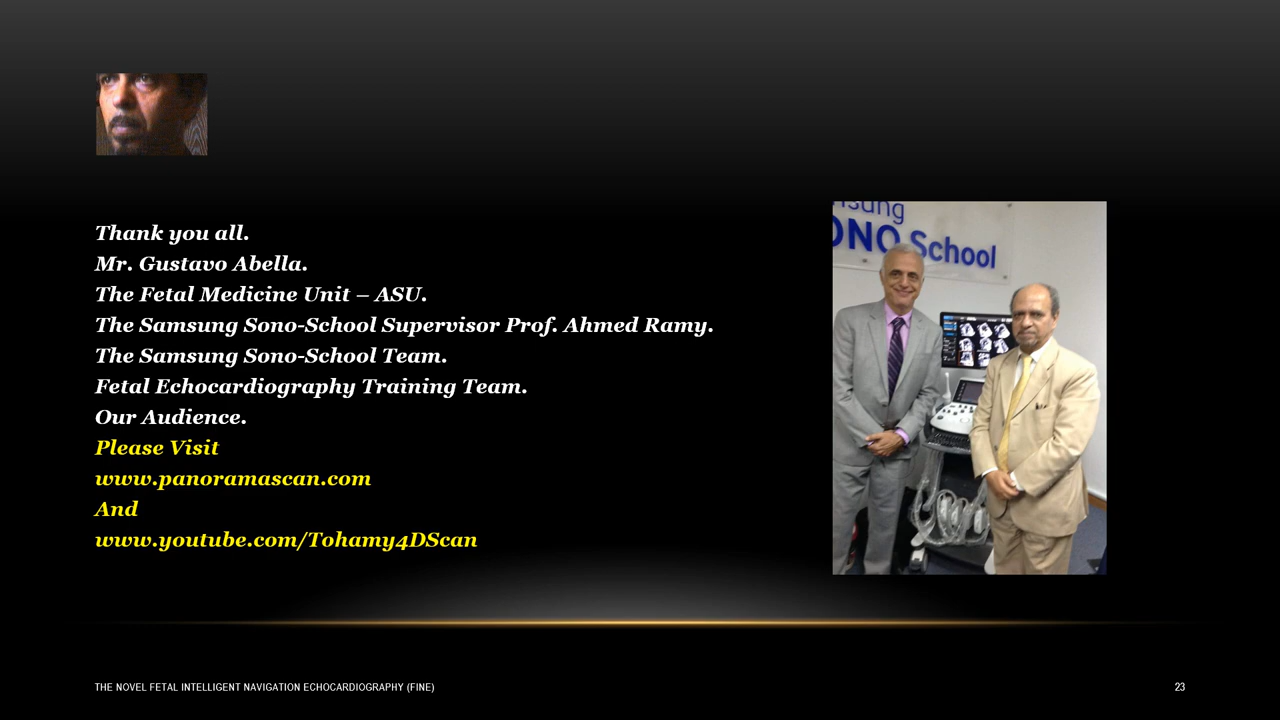 Thank you all.
Mr. Gustavo Abella.
The Fetal Medicine Unit – ASU.
The Samsung Sono-School Supervisor Prof. Ahmed Ramy.
The Samsung Sono-School Team.
Fetal Echocardiography Training Team.
Our Audience.
Please Visit
www.panoramascan.com
And
www.youtube.com/Tohamy4DScan
msung
ONO School
THE NOVEL FETAL INTELLIGENT NAVIGATION ECHOCARDIOGRAPHY (FINE)
23